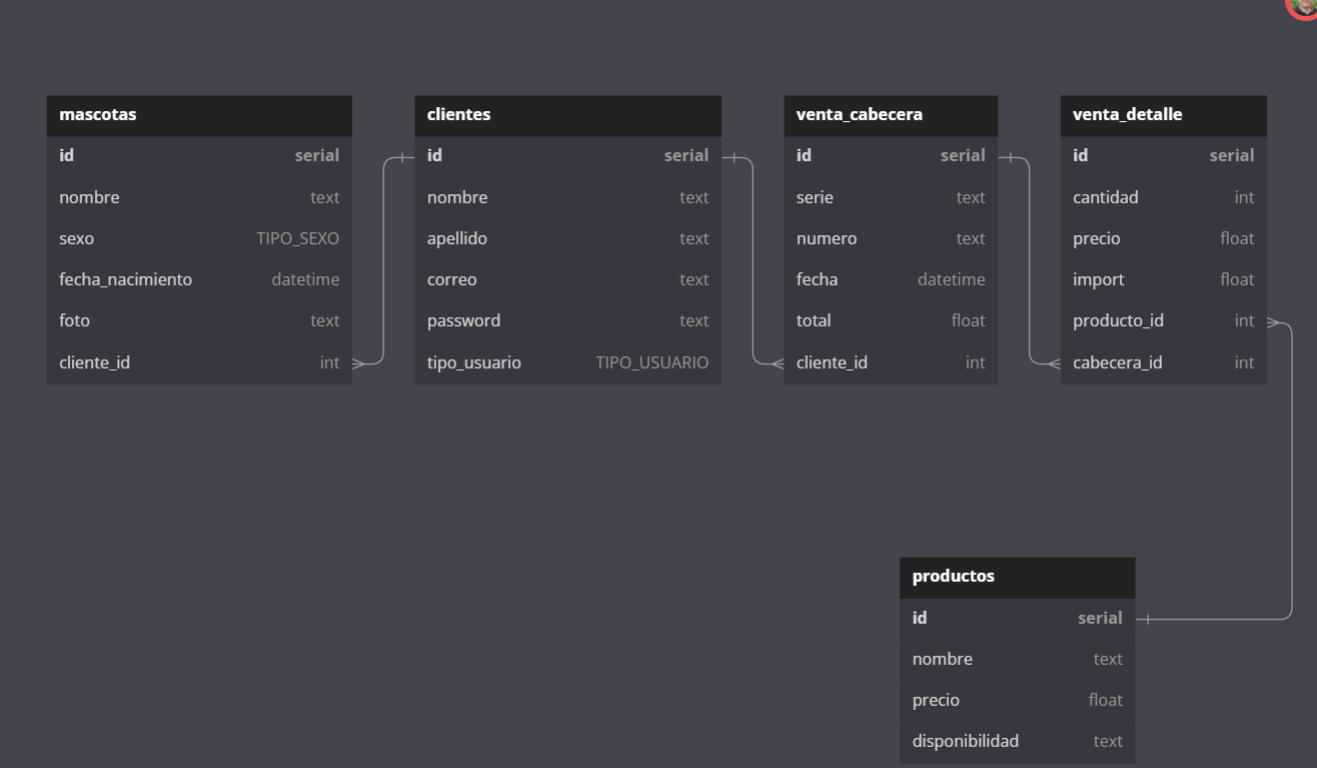 mascotas
id serial
nombre text
sexo TIPO_SEXO
fecha_nacimiento datetime
foto text
cliente_id int
clientes
id serial
nombre text
apellido text
correo text
password text
tipo_usuario TIPO_USUARIO
venta_cabecera
id serial
serie text
numero text
fecha datetime
total float
cliente_id int
venta_detalle
id serial
cantidad int
precio float
import float
producto_id int
cabecera_id int
productos
id serial
nombre text
precio float
disponibilidad text